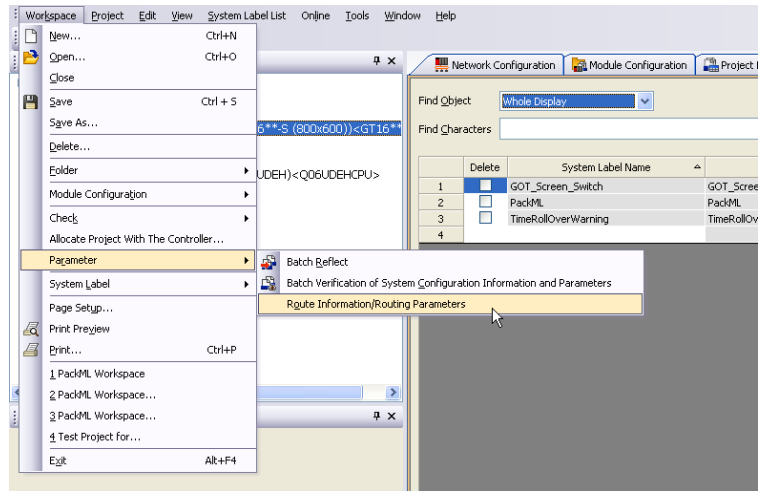 Workspace Project Edit View System Label List Online Tools Window Help
New... Ctrl+N
Open... Ctrl+O
Close
Save Ctrl + S
Save As...
Delete...
Folder
Module Configuration
Check
Allocate Project With The Controller...
Parameter
System Label
Page Setup...
Print Preview
Print... Ctrl+P
1 PackML Workspace
2 PackML Workspace...
3 PackML Workspace...
4 Test Project for...
Exit Alt+F4
6**-S (800x600))<GT16**
UDEH)<Q06UDEHCPU>
Batch Reflect
Batch Verification of System Configuration Information and Parameters
Route Information/Routing Parameters
Network Configuration Module Configuration Project
Find Object Whole Display
Find Characters
Delete System Label Name
1 GOT_Screen_Switch GOT_Scree
2 PackML PackML
3 TimeRollOverWarning TimeRollOv
4